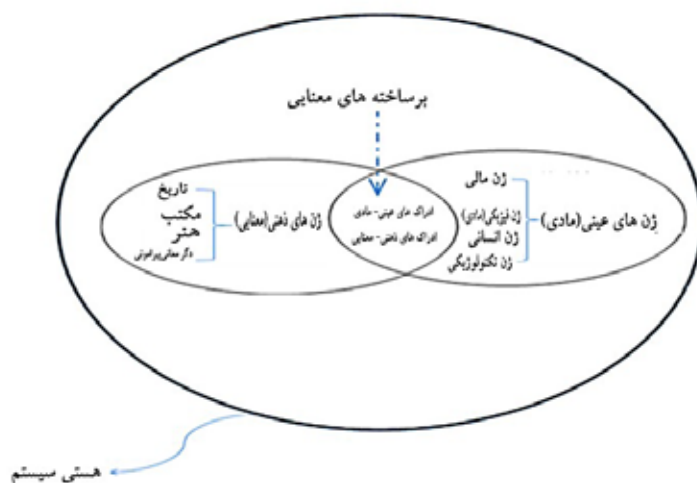 برساخته های معنایی
ژن های عینی(مادی)
ژن مالی
ژن فیزیکی(مادی)
ژن انسانی
ژن تکنولوژیکی
ادراک های عینی- مادی
ادراک های ذهنی- معنایی
ژن های ذهنی(معنایی)
تاریخ
مکتب
هنر
دگر معانی پیرامونی
هستی سیستم